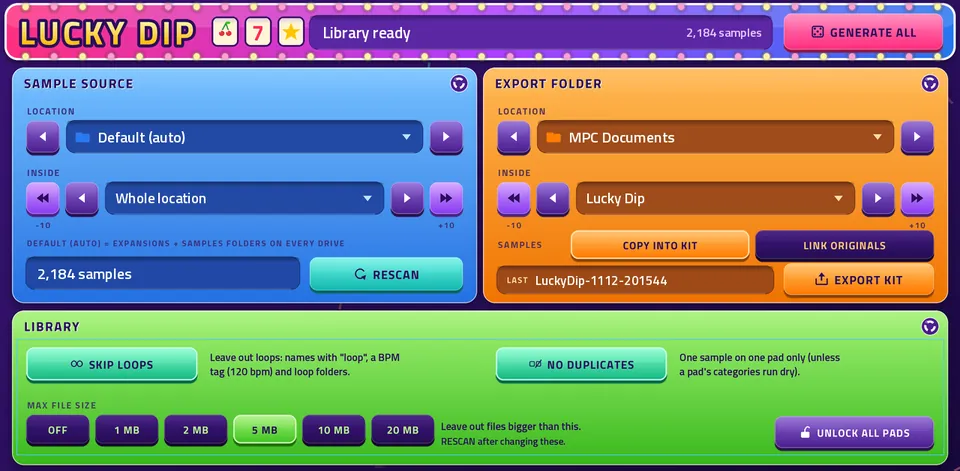 LUCKY DIP
7
Library ready
2,184 samples
GENERATE ALL
SAMPLE SOURCE
LOCATION
Default (auto)
INSIDE
Whole location
-10
+10
DEFAULT (AUTO) = EXPANSIONS + SAMPLES FOLDERS ON EVERY DRIVE
2,184 samples
RESCAN
EXPORT FOLDER
LOCATION
MPC Documents
INSIDE
Lucky Dip
-10
+10
SAMPLES
COPY INTO KIT
LINK ORIGINALS
LAST LuckyDip-1112-201544
EXPORT KIT
LIBRARY
SKIP LOOPS
Leave out loops: names with "loop", a BPM
tag (120 bpm) and loop folders.
NO DUPLICATES
One sample on one pad only (unless
a pad's categories run dry).
MAX FILE SIZE
OFF
1 MB
2 MB
5 MB
10 MB
20 MB
Leave out files bigger than this.
RESCAN after changing these.
UNLOCK ALL PADS